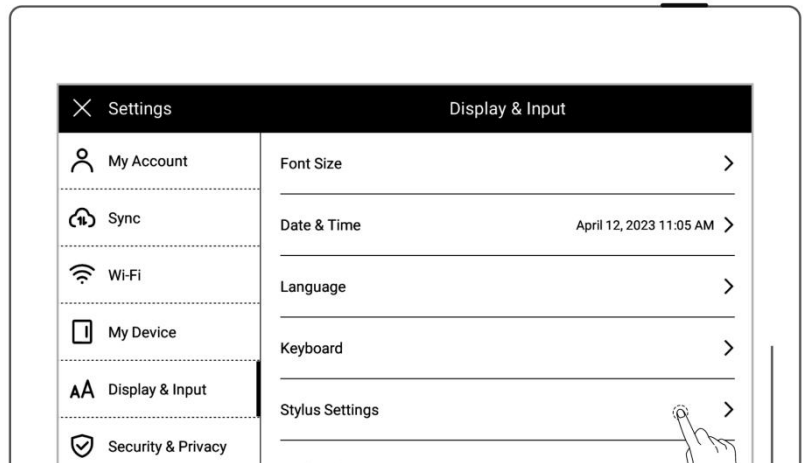 Settings
Display & Input
My Account
Sync
Wi-Fi
My Device
Display & Input
Security & Privacy
Font Size
Date & Time April 12, 2023 11:05 AM
Language
Keyboard
Stylus Settings